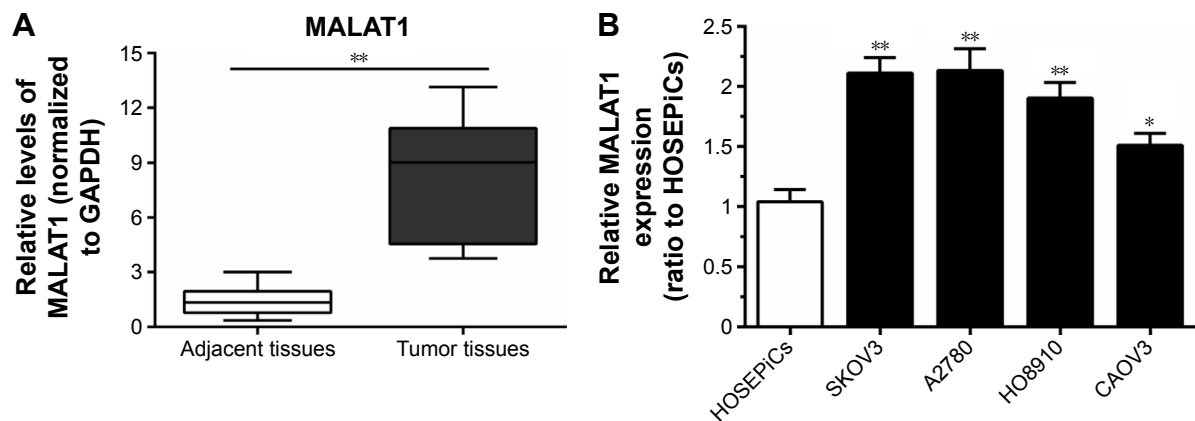 A
MALAT1
Relative levels of
MALAT1 (normalized
to GAPDH)
15
12
9
6
3
0
**
Adjacent tissues
Tumor tissues
B
Relative MALAT1
expression
(ratio to HOSEPiCs)
2.5
2
1.5
1
0.5
0
**
**
**
*
HOSEPiCs
SKOV3
A2780
HO8910
CAOV3